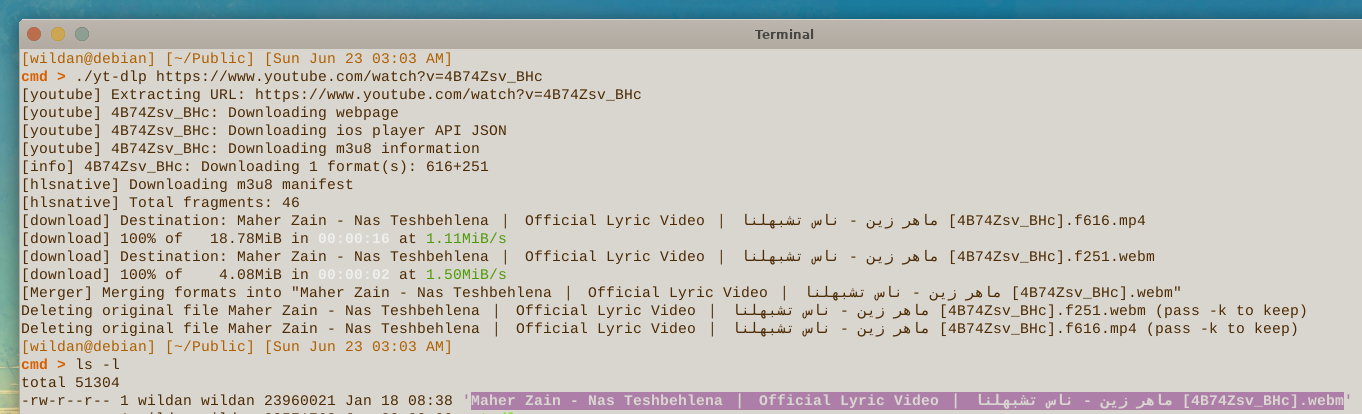 Terminal
[wildan@debian] [~/Public] [Sun Jun 23 03:03 AM]
cmd > ./yt-dlp https://www.youtube.com/watch?v=4B74Zsv_BHc
[youtube] Extracting URL: https://www.youtube.com/watch?v=4B74Zsv_BHc
[youtube] 4B74Zsv_BHc: Downloading webpage
[youtube] 4B74Zsv_BHc: Downloading ios player API JSON
[youtube] 4B74Zsv_BHc: Downloading m3u8 information
[info] 4B74Zsv_BHc: Downloading 1 format(s): 616+251
[hlsnative] Downloading m3u8 manifest
[hlsnative] Total fragments: 46
[download] Destination: Maher Zain - Nas Teshbehlena | Official Lyric Video | ماهر زين - ناس تشبهلنا [4B74Zsv_BHc].f616.mp4
[download] 100% of   18.78MiB in 00:00:16 at 1.11MiB/s
[download] Destination: Maher Zain - Nas Teshbehlena | Official Lyric Video | ماهر زين - ناس تشبهلنا [4B74Zsv_BHc].f251.webm
[download] 100% of    4.08MiB in 00:00:02 at 1.50MiB/s
[Merger] Merging formats into "Maher Zain - Nas Teshbehlena | Official Lyric Video | ماهر زين - ناس تشبهلنا [4B74Zsv_BHc].webm"
Deleting original file Maher Zain - Nas Teshbehlena | Official Lyric Video | ماهر زين - ناس تشبهلنا [4B74Zsv_BHc].f251.webm (pass -k to keep)
Deleting original file Maher Zain - Nas Teshbehlena | Official Lyric Video | ماهر زين - ناس تشبهلنا [4B74Zsv_BHc].f616.mp4 (pass -k to keep)
[wildan@debian] [~/Public] [Sun Jun 23 03:03 AM]
cmd > ls -l
total 51304
-rw-r--r-- 1 wildan wildan 23960021 Jan 18 08:38 'Maher Zain - Nas Teshbehlena | Official Lyric Video | ماهر زين - ناس تشبهلنا [4B74Zsv_BHc].webm'